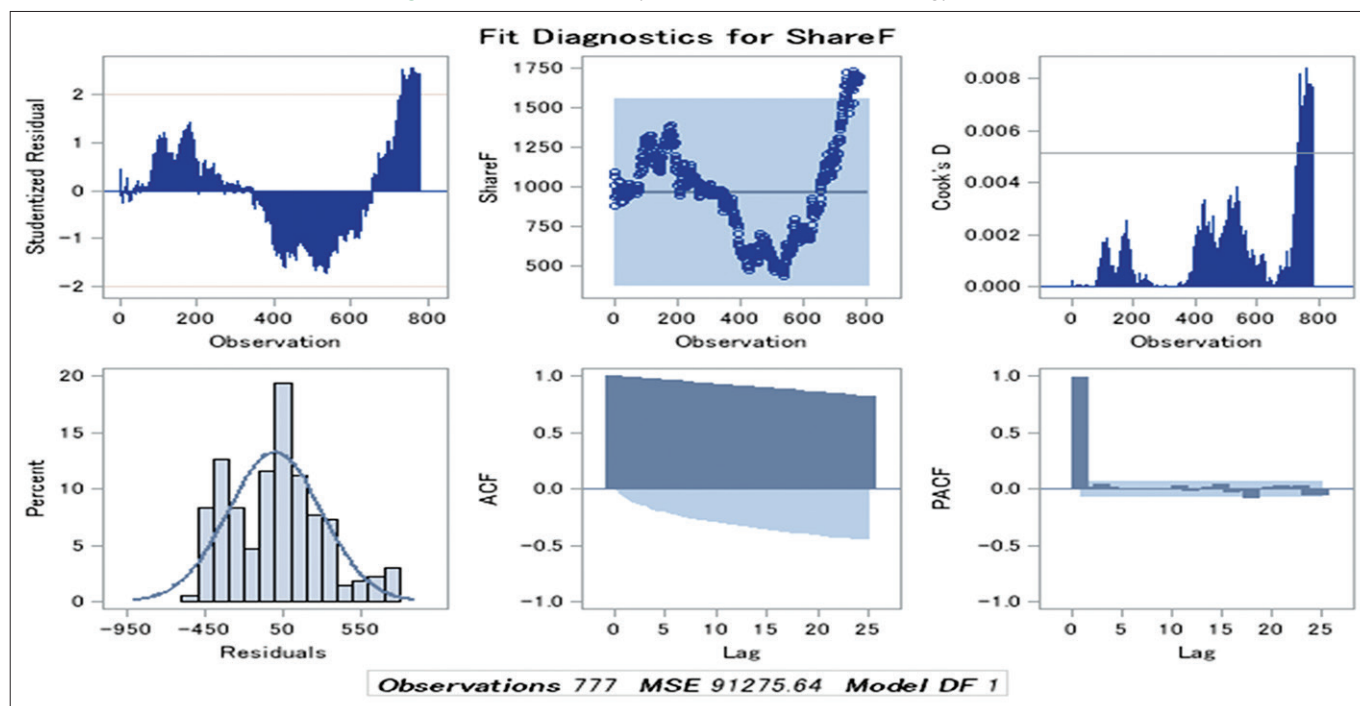 Fit Diagnostics for ShareF
Studentized Residual
2
1
0
-1
-2
0 200 400 600 800
Observation
ShareF
1750
1500
1250
1000
750
500
0 200 400 600 800
Observation
Cook's D
0.008
0.006
0.004
0.002
0.000
0 200 400 600 800
Observation
Percent
20
15
10
5
0
-950 -450 50 550
Residuals
ACF
1.0
0.5
0.0
-0.5
-1.0
0 5 10 15 20 25
Lag
PACF
1.0
0.5
0.0
-0.5
-1.0
0 5 10 15 20 25
Lag
Observations 777 MSE 91275.64 Model DF 1